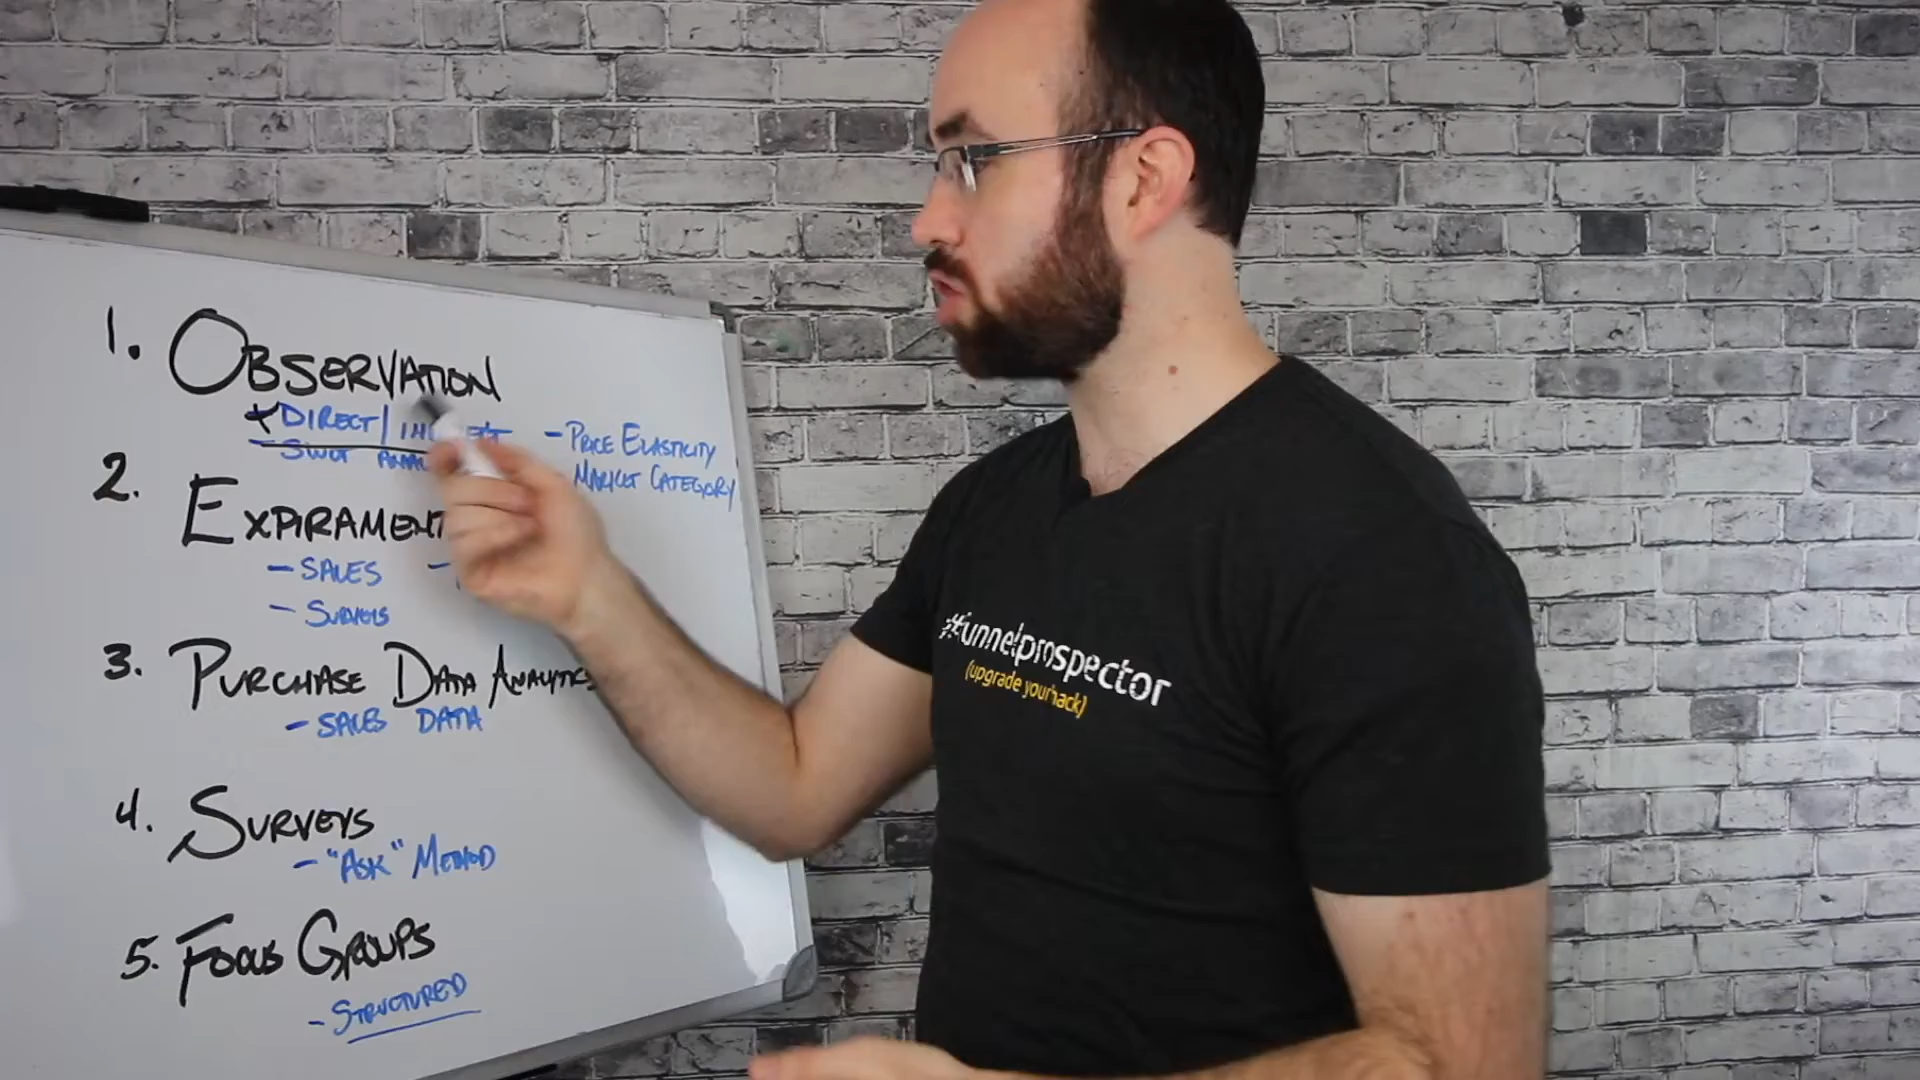 1. OBSERVATION
+ DIRECT/
- SWOT
- PRICE ELASTICITY
MARKET CATEGORY
2. EXPIRAMENT
- SALES -
- SURVEYS
3. PURCHASE DATA ANALYTICS
- SALES DATA
4. SURVEYS
- "ASK" METHOD
5. FOCUS GROUPS
- STRUCTURED
#funnelprospector
(upgrade your hack)